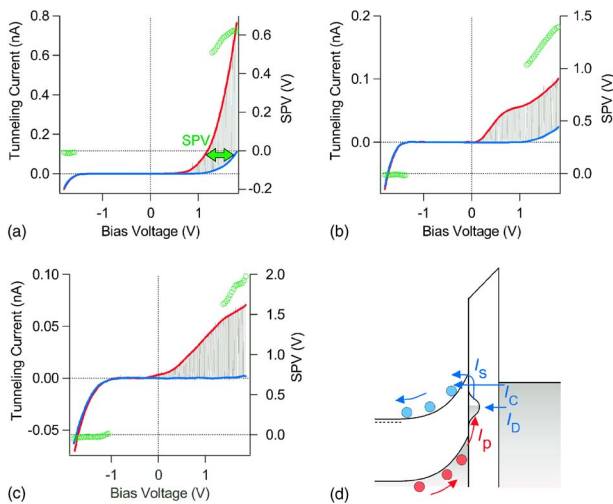 0.8
0.6
0.4
0.2
0.0
Tunneling Current (nA)
0.6
0.4
0.2
0.0
-0.2
SPV (V)
SPV
-1
0
1
Bias Voltage (V)
(a)
0.2
0.1
0.0
Tunneling Current (nA)
1.5
1.0
0.5
0.0
SPV (V)
-1
0
1
Bias Voltage (V)
(b)
0.10
0.05
0.00
-0.05
Tunneling Current (nA)
2.0
1.5
1.0
0.5
0.0
SPV (V)
-1
0
1
Bias Voltage (V)
(c)
IS
IC
ID
Ip
(d)